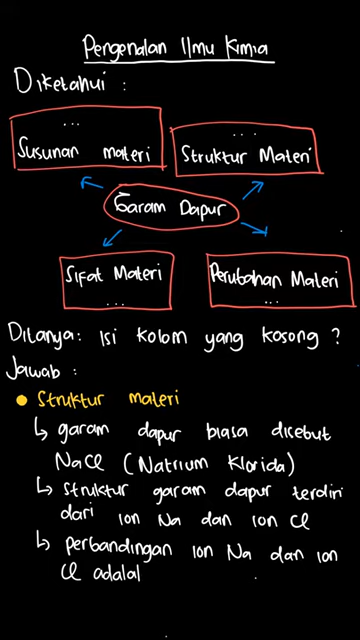 Pengenalan Ilmu Kimia
Diketahui :
...
Susunan materi
...
Struktur Materi
Garam Dapur
Sifat Materi
...
Perubahan Materi
...
Ditanya : Isi kolom yang kosong ?
Jawab :
• Struktur materi
↳ garam dapur biasa disebut
NaCl (Natrium Klorida)
↳ struktur garam dapur terdiri
dari ion Na dan ion Cl
↳ perbandingan ion Na dan ion
Cl adalal